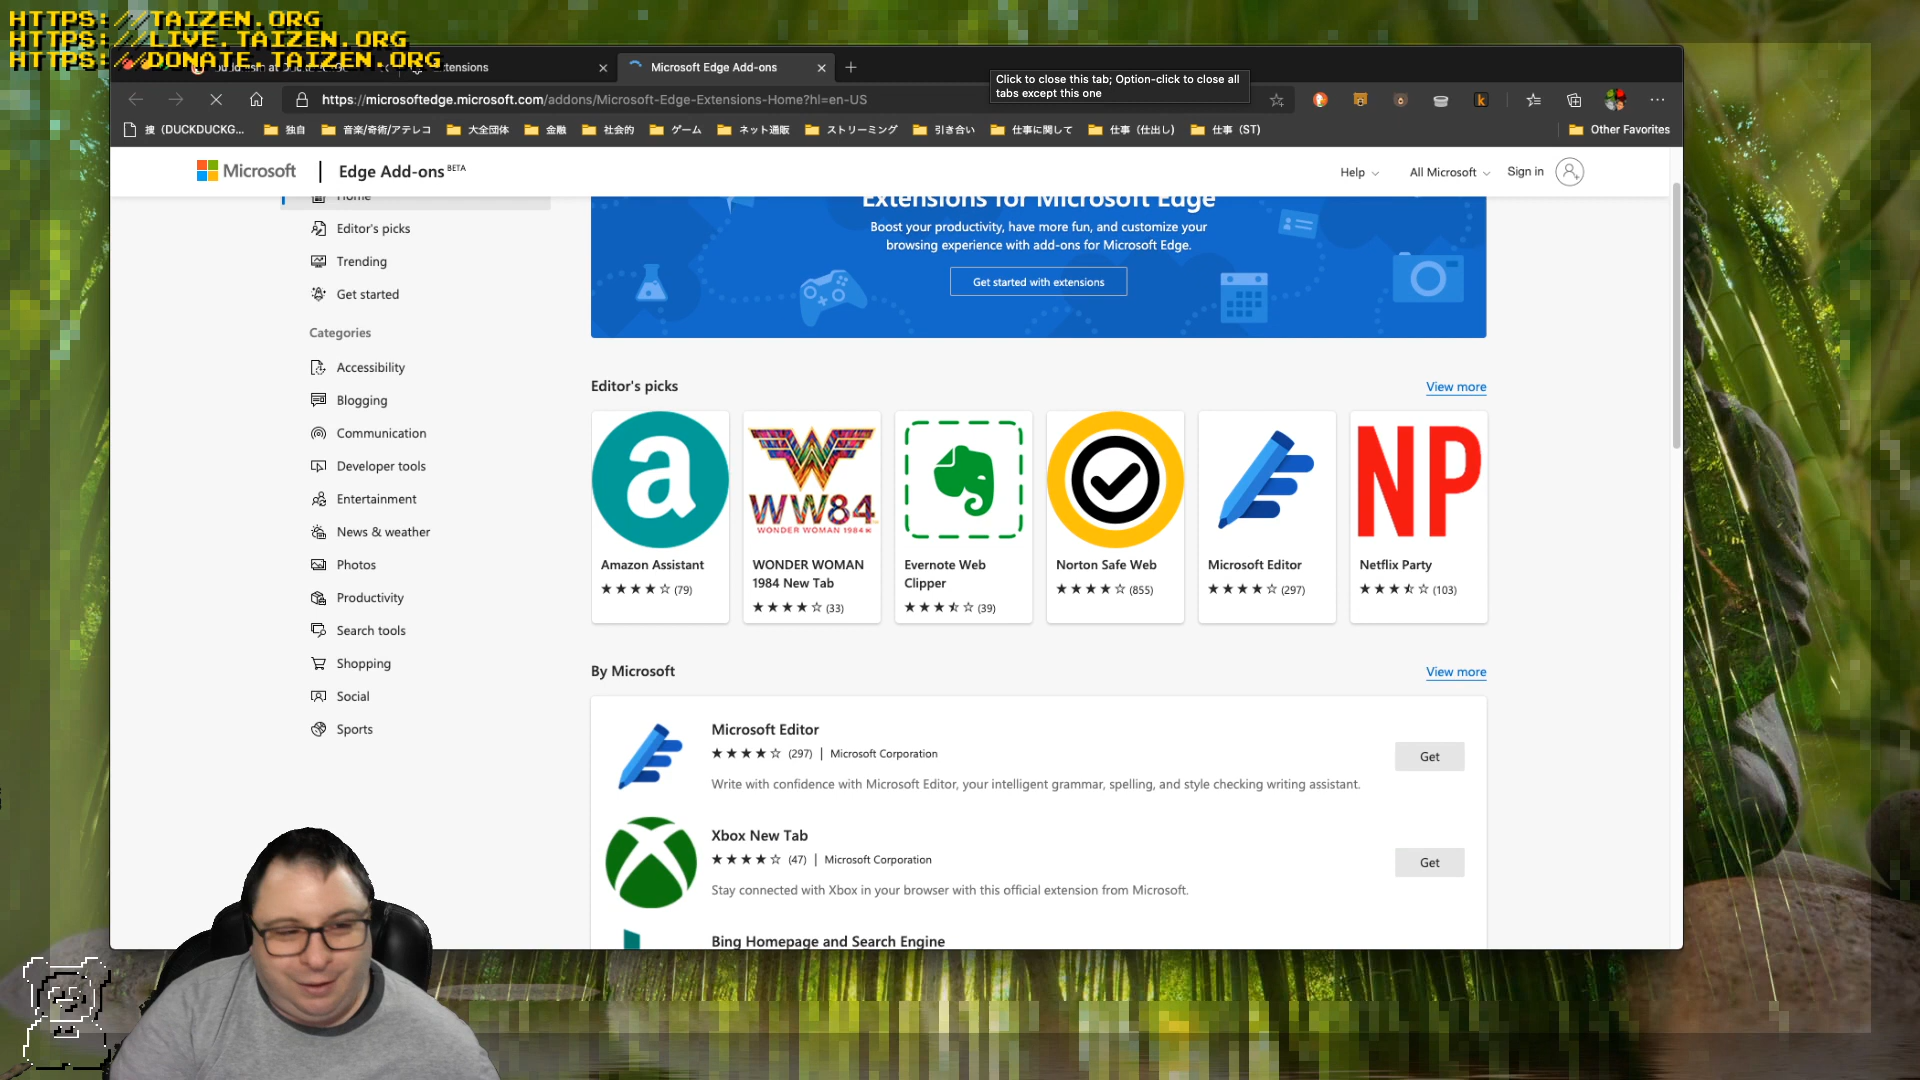 HTTPS://TAIZEN.ORG
HTTPS://LIVE.TAIZEN.ORG
HTTPS://DONATE.TAIZEN.ORG
Microsoft Edge Add-ons
Click to close this tab; Option-click to close all
tabs except this one
https://microsoftedge.microsoft.com/addons/Microsoft-Edge-Extensions-Home?hl=en-US
捜 (DUCKDUCKG... 独自 音楽/奇術/アテレコ 大全団体 金融 社会的 ゲーム ネット通販 ストリーミング 引き合い 仕事に関して 仕事 (仕出し) 仕事 (ST) Other Favorites
Microsoft | Edge Add-ons BETA Help All Microsoft Sign in
Home
Editor's picks
Trending
Get started
Categories
Accessibility
Blogging
Communication
Developer tools
Entertainment
News & weather
Photos
Productivity
Search tools
Shopping
Social
Sports
Extensions for Microsoft Edge
Boost your productivity, have more fun, and customize your
browsing experience with add-ons for Microsoft Edge.
Get started with extensions
Editor's picks View more
a
WW84
WONDER WOMAN 1984
NP
Amazon Assistant
(79)
WONDER WOMAN
1984 New Tab
(33)
Evernote Web
Clipper
(39)
Norton Safe Web
(855)
Microsoft Editor
(297)
Netflix Party
(103)
By Microsoft View more
Microsoft Editor
(297) | Microsoft Corporation
Write with confidence with Microsoft Editor, your intelligent grammar, spelling, and style checking writing assistant.
Get
Xbox New Tab
(47) | Microsoft Corporation
Stay connected with Xbox in your browser with this official extension from Microsoft.
Get
Bing Homepage and Search Engine